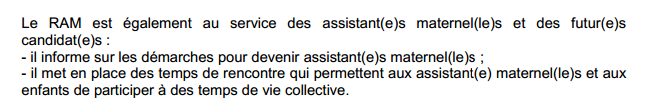 Le RAM est également au service des assistant(e)s maternel(le)s et des futur(e)s
candidat(e)s :
- il informe sur les démarches pour devenir assistant(e)s maternel(le)s ;
- il met en place des temps de rencontre qui permettent aux assistant(e) maternel(le)s et aux
enfants de participer à des temps de vie collective.